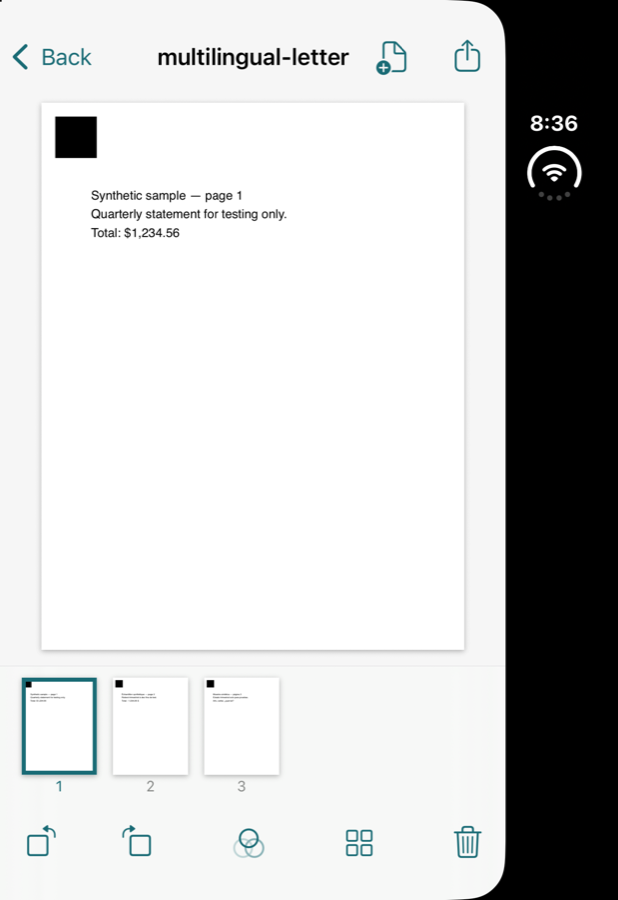 Back
multilingual-letter
8:36
Synthetic sample — page 1
Quarterly statement for testing only.
Total: $1,234.56
1
2
3